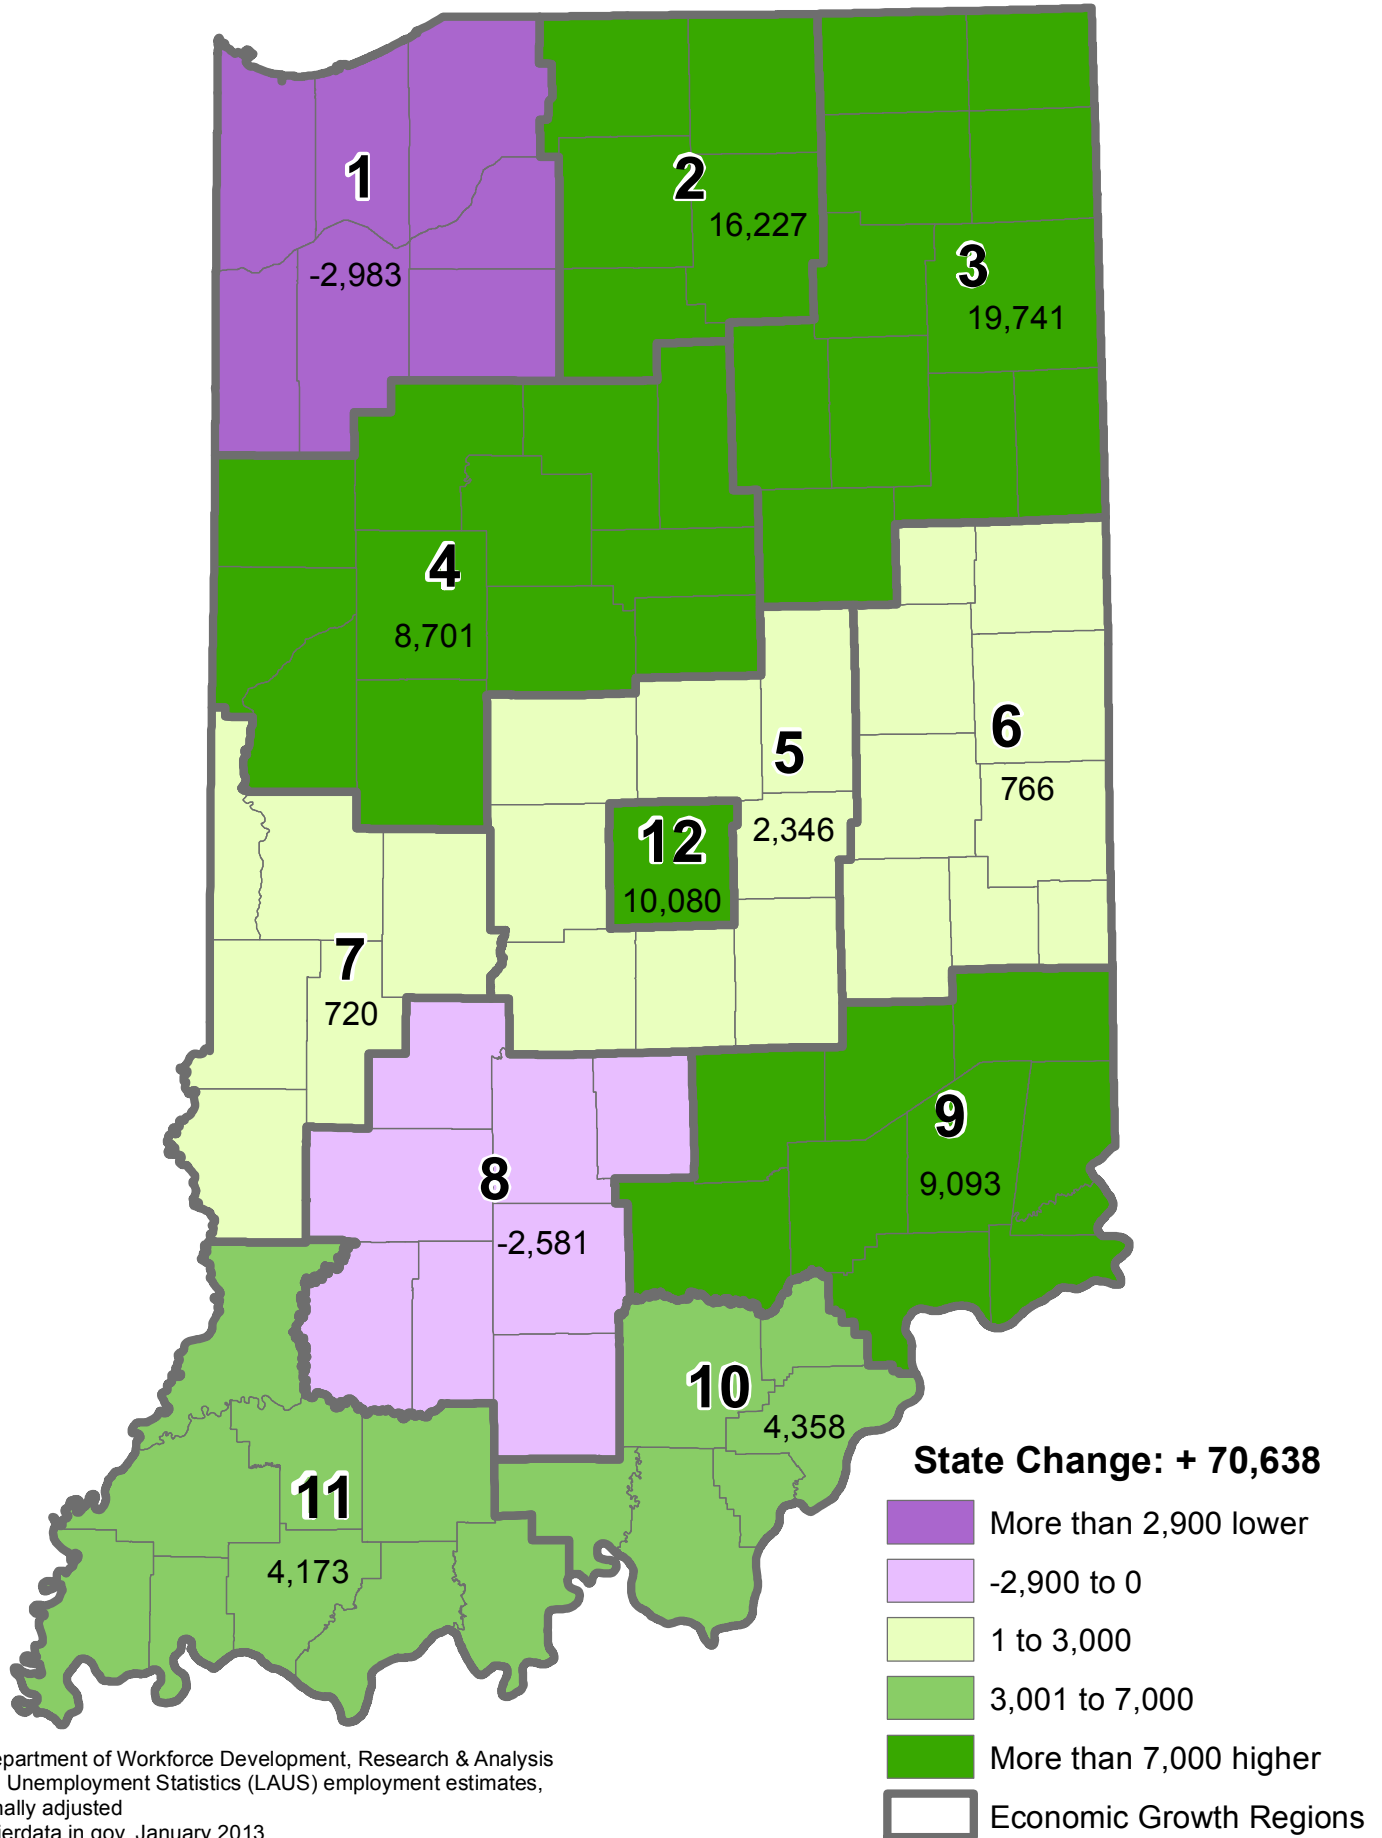 1
-2,983
2
16,227
3
19,741
4
8,701
5
2,346
6
766
12
10,080
7
720
8
-2,581
9
9,093
10
4,358
11
4,173
State Change: + 70,638
More than 2,900 lower
-2,900 to 0
1 to 3,000
3,001 to 7,000
More than 7,000 higher
Economic Growth Regions
epartment of Workforce Development, Research & Analysis
Unemployment Statistics (LAUS) employment estimates,
nally adjusted
ierdata.in.gov, January 2013